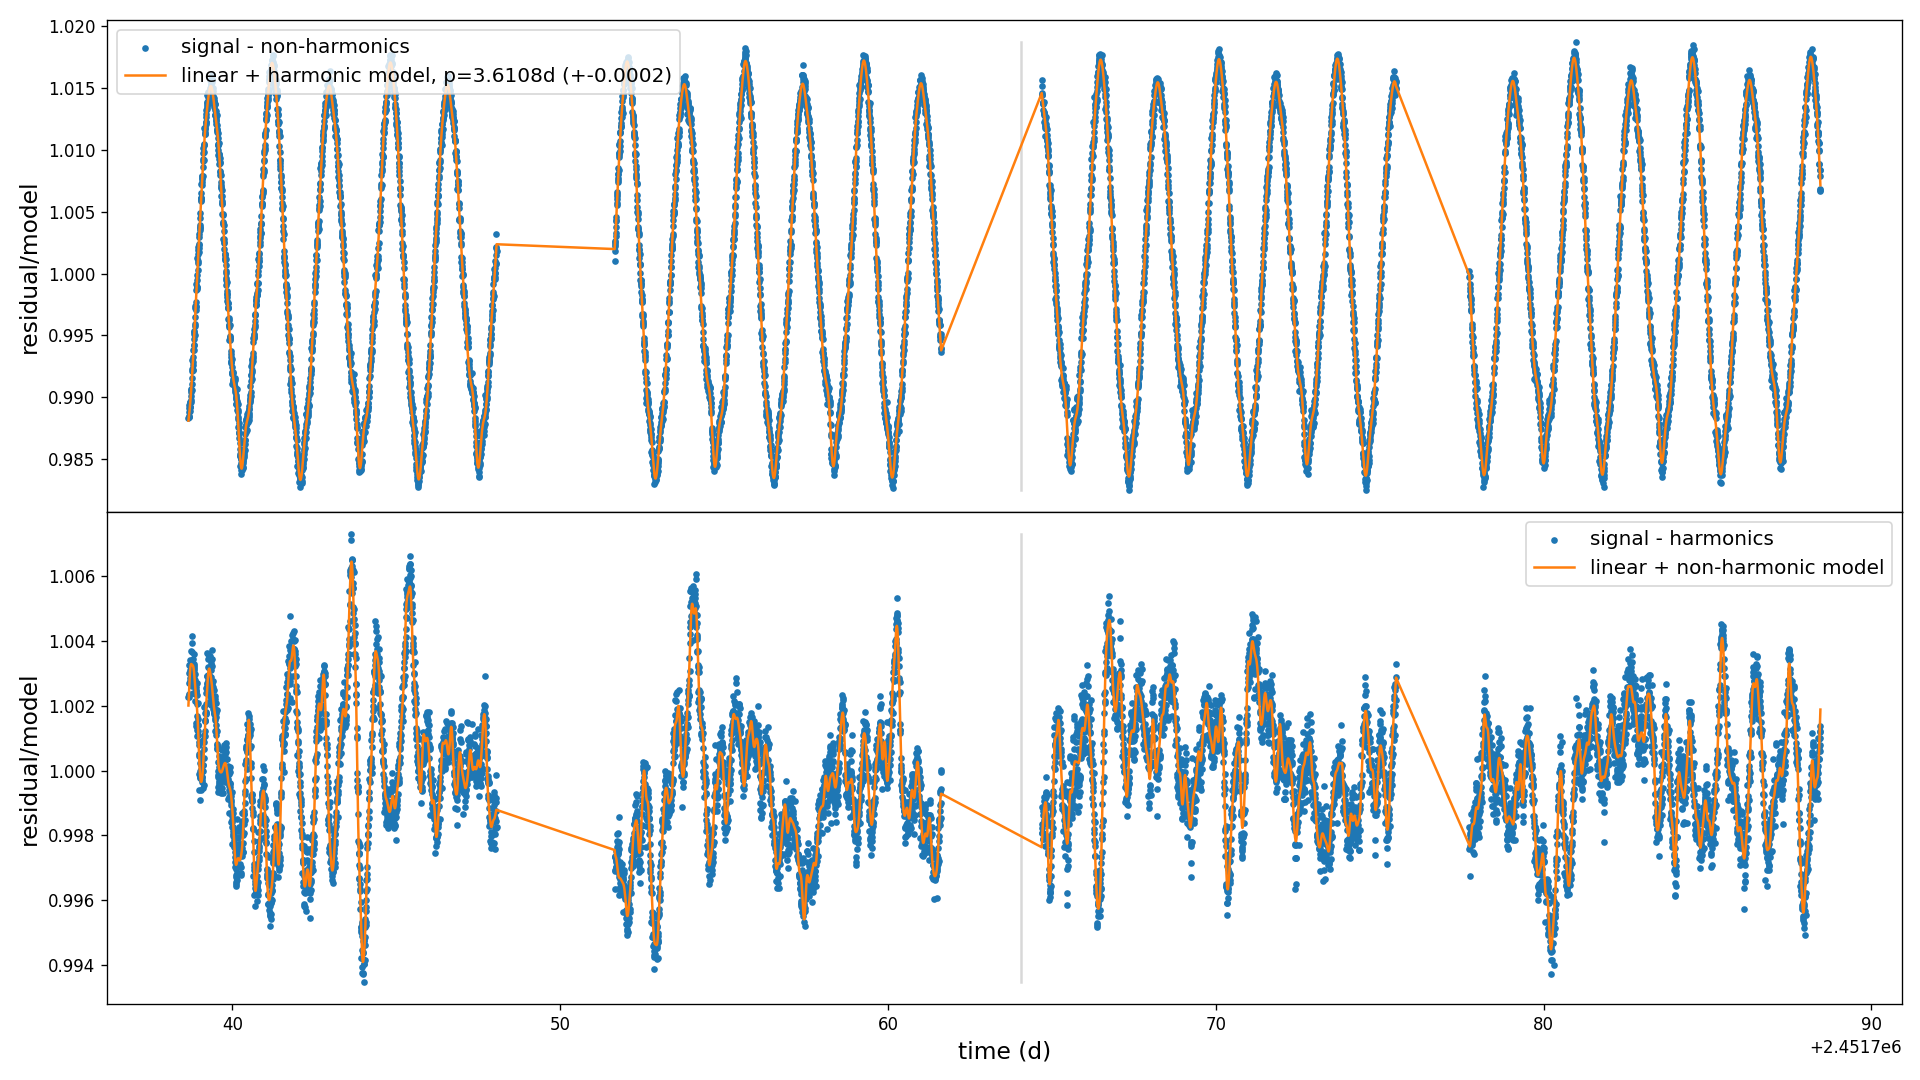 1.020
1.015
1.010
1.005
1.000
0.995
0.990
0.985
residual/model
signal - non-harmonics
linear + harmonic model, p=3.6108d (+-0.0002)
1.006
1.004
1.002
1.000
0.998
0.996
0.994
residual/model
signal - harmonics
linear + non-harmonic model
40 50 60 70 80 90
time (d)
+2.4517e6